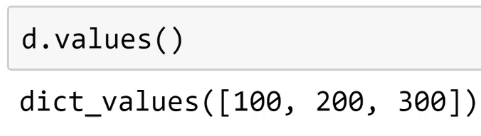 d.values()
dict_values([100, 200, 300])